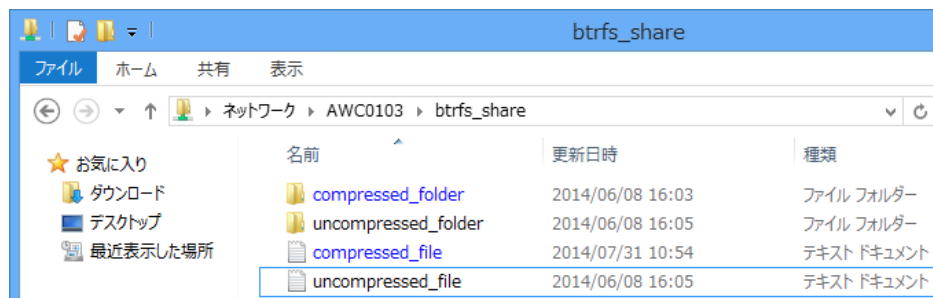 btrfs_share
ファイル ホーム 共有 表示
ネットワーク AWC0103 btrfs_share
名前 更新日時 種類
お気に入り
ダウンロード
デスクトップ
最近表示した場所
compressed_folder 2014/06/08 16:03 ファイル フォルダー
uncompressed_folder 2014/06/08 16:05 ファイル フォルダー
compressed_file 2014/07/31 10:54 テキスト ドキュメント
uncompressed_file 2014/06/08 16:05 テキスト ドキュメント